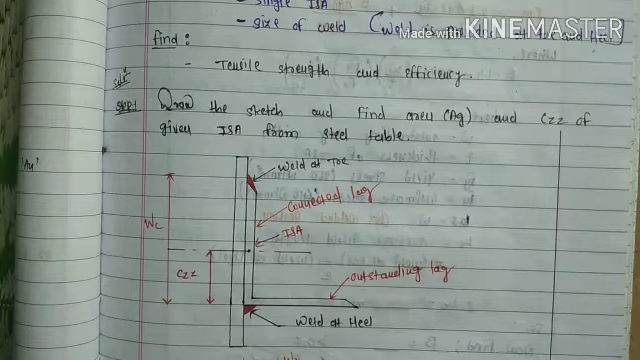 - single ISA
- size of weld (Weld
Made with KINEMASTER
find:
- Tensile strength and efficiency.
Step:1 Draw the sketch and find area (Ag) and Czz of
given ISA from steel table.
'Au'
Weld at Toe
Connected leg
ISA
Czz
outstanding leg
Weld at Heel